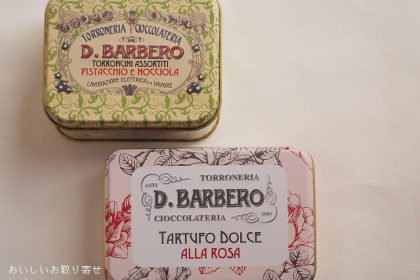 TORRONERIA E CIOCCOLATERIA
D. BARBERO
TORRONCINI ASSORTITI
PISTACCHIO E NOCCIOLA
LAVORAZIONE ELETTRICA E A VAPORE
TORRONERIA
ASTI
D. BARBERO
CIOCCOLATERIA
1883
TARTUFO DOLCE
ALLA ROSA
おいしいお取り寄せ